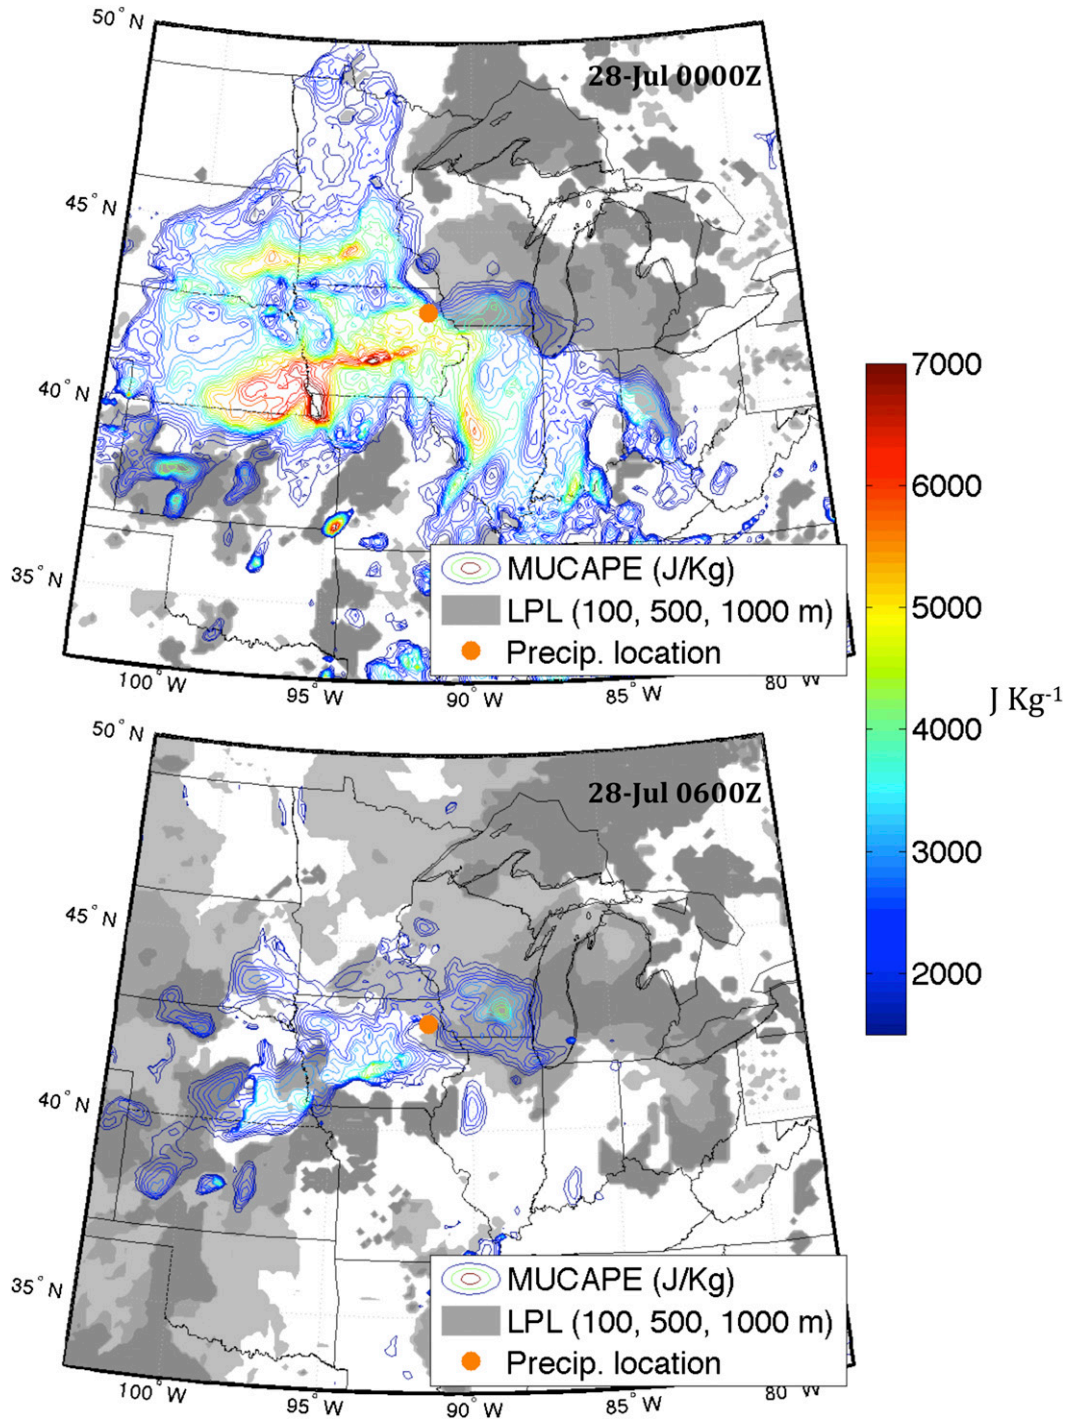 50° N
28-Jul 0000Z
45° N
40° N
35° N
MUCAPE (J/Kg)
LPL (100, 500, 1000 m)
Precip. location
100° W
95° W
90° W
85° W
80° W
7000
6000
5000
4000
3000
2000
J Kg-1
50° N
28-Jul 0600Z
45° N
40° N
35° N
MUCAPE (J/Kg)
LPL (100, 500, 1000 m)
Precip. location
100° W
95° W
90° W
85° W
80° W